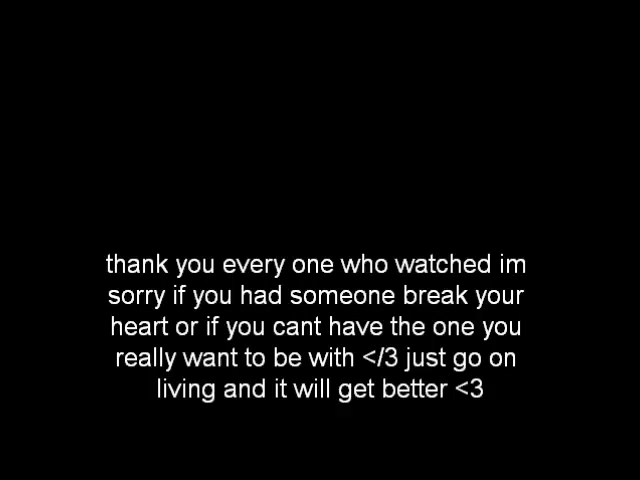 thank you every one who watched im
sorry if you had someone break your
heart or if you cant have the one you
really want to be with </3 just go on
living and it will get better <3